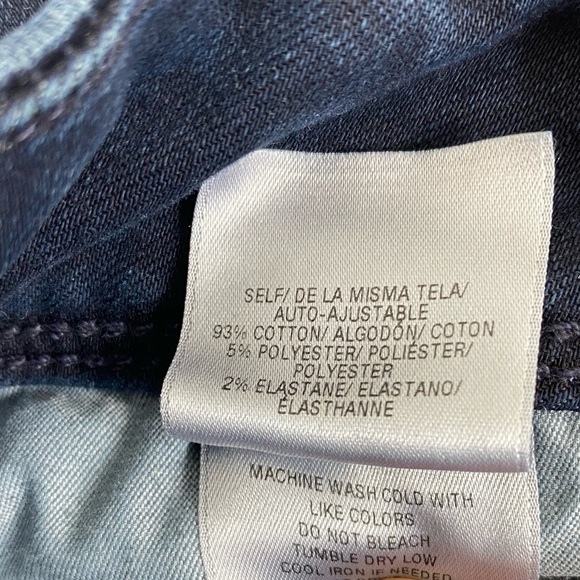 SELF/ DE LA MISMA TELA/
AUTO-AJUSTABLE
93% COTTON/ ALGODÓN/ COTON
5% POLYESTER/ POLIÉSTER/
POLYESTER
2% ELASTANE/ ELASTANO/
ÉLASTHANNE
MACHINE WASH COLD WITH
LIKE COLORS
DO NOT BLEACH
TUMBLE DRY LOW
COOL IRON IF NEEDED